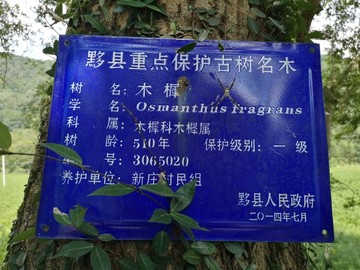 黟县重点保护古树名木
树 名：木樨
学 名：Osmanthus fragrans
科 属：木樨科木樨属
树 龄：510年 保护级别：一 级
编 号：3065020
养护单位：新庄村民组
黟县人民政府
二〇一四年七月